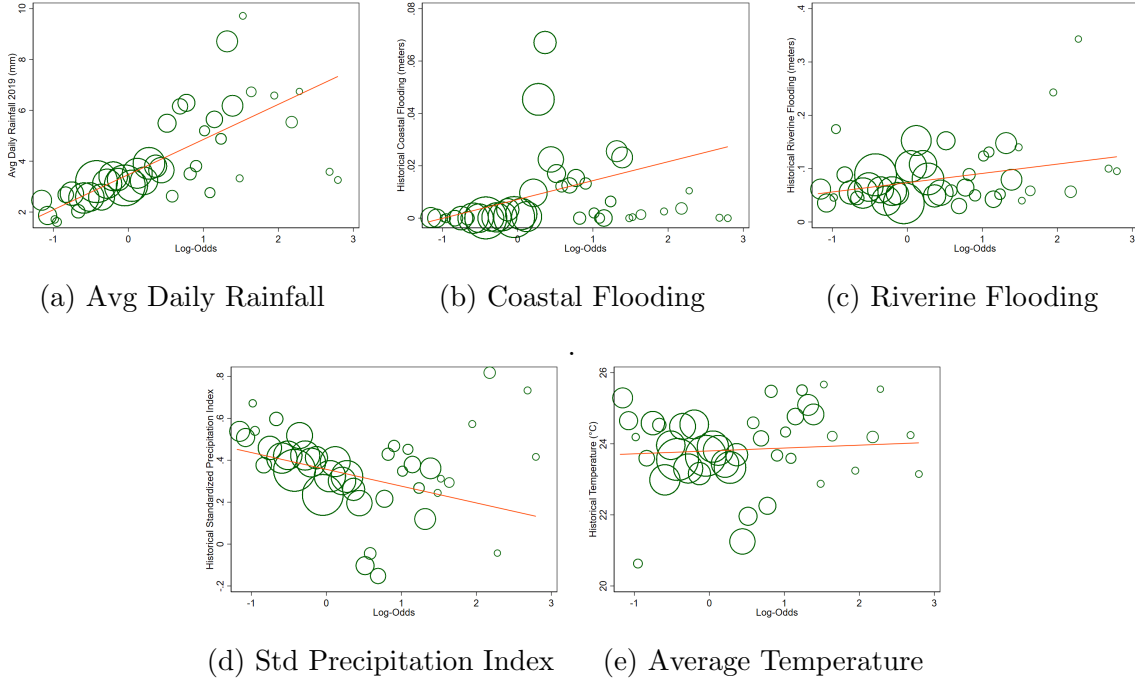 Avg Daily Rainfall 2019 (mm)
10
8
6
4
2
-1 0 1 2 3
Log-Odds
(a) Avg Daily Rainfall
Historical Coastal Flooding (meters)
.08
.06
.04
.02
0
-1 0 1 2 3
Log-Odds
(b) Coastal Flooding
Historical Riverine Flooding (meters)
.4
.3
.2
.1
0
-1 0 1 2 3
Log-Odds
(c) Riverine Flooding
.
Historical Standardized Precipitation Index
.8
.6
.4
.2
0
-.2
-1 0 1 2 3
Log-Odds
(d) Std Precipitation Index
Historical Temperature (°C)
26
24
22
20
-1 0 1 2 3
Log-Odds
(e) Average Temperature